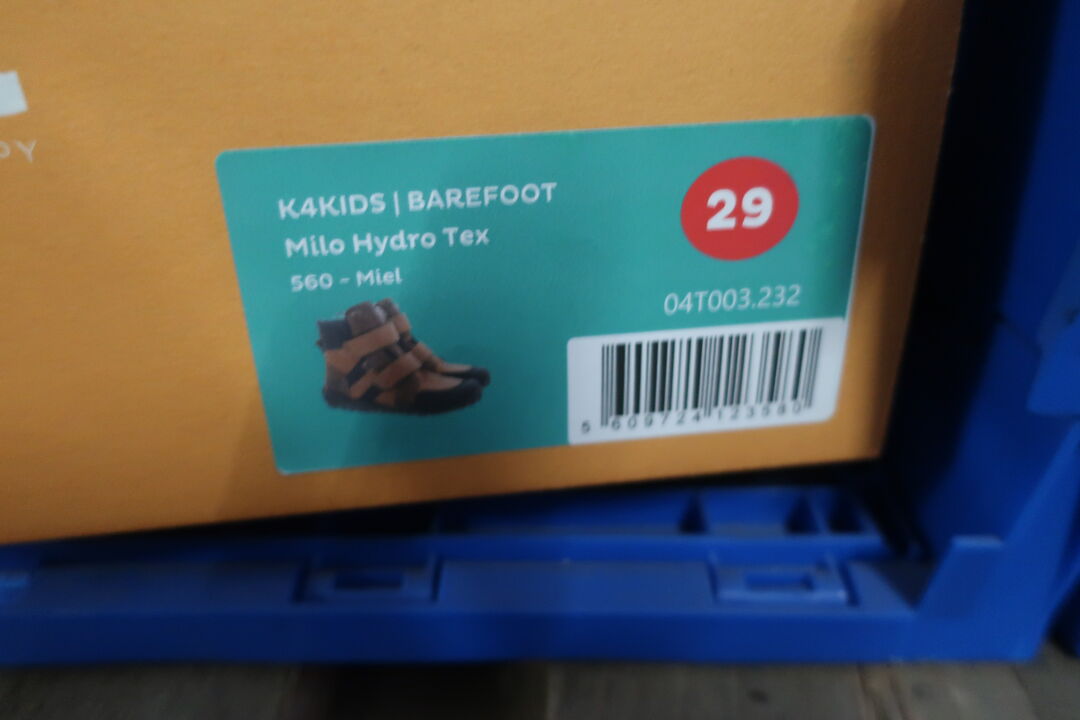 K4KIDS | BAREFOOT
Milo Hydro Tex
560 - Miel
29
04T003.232
5 609724 123580